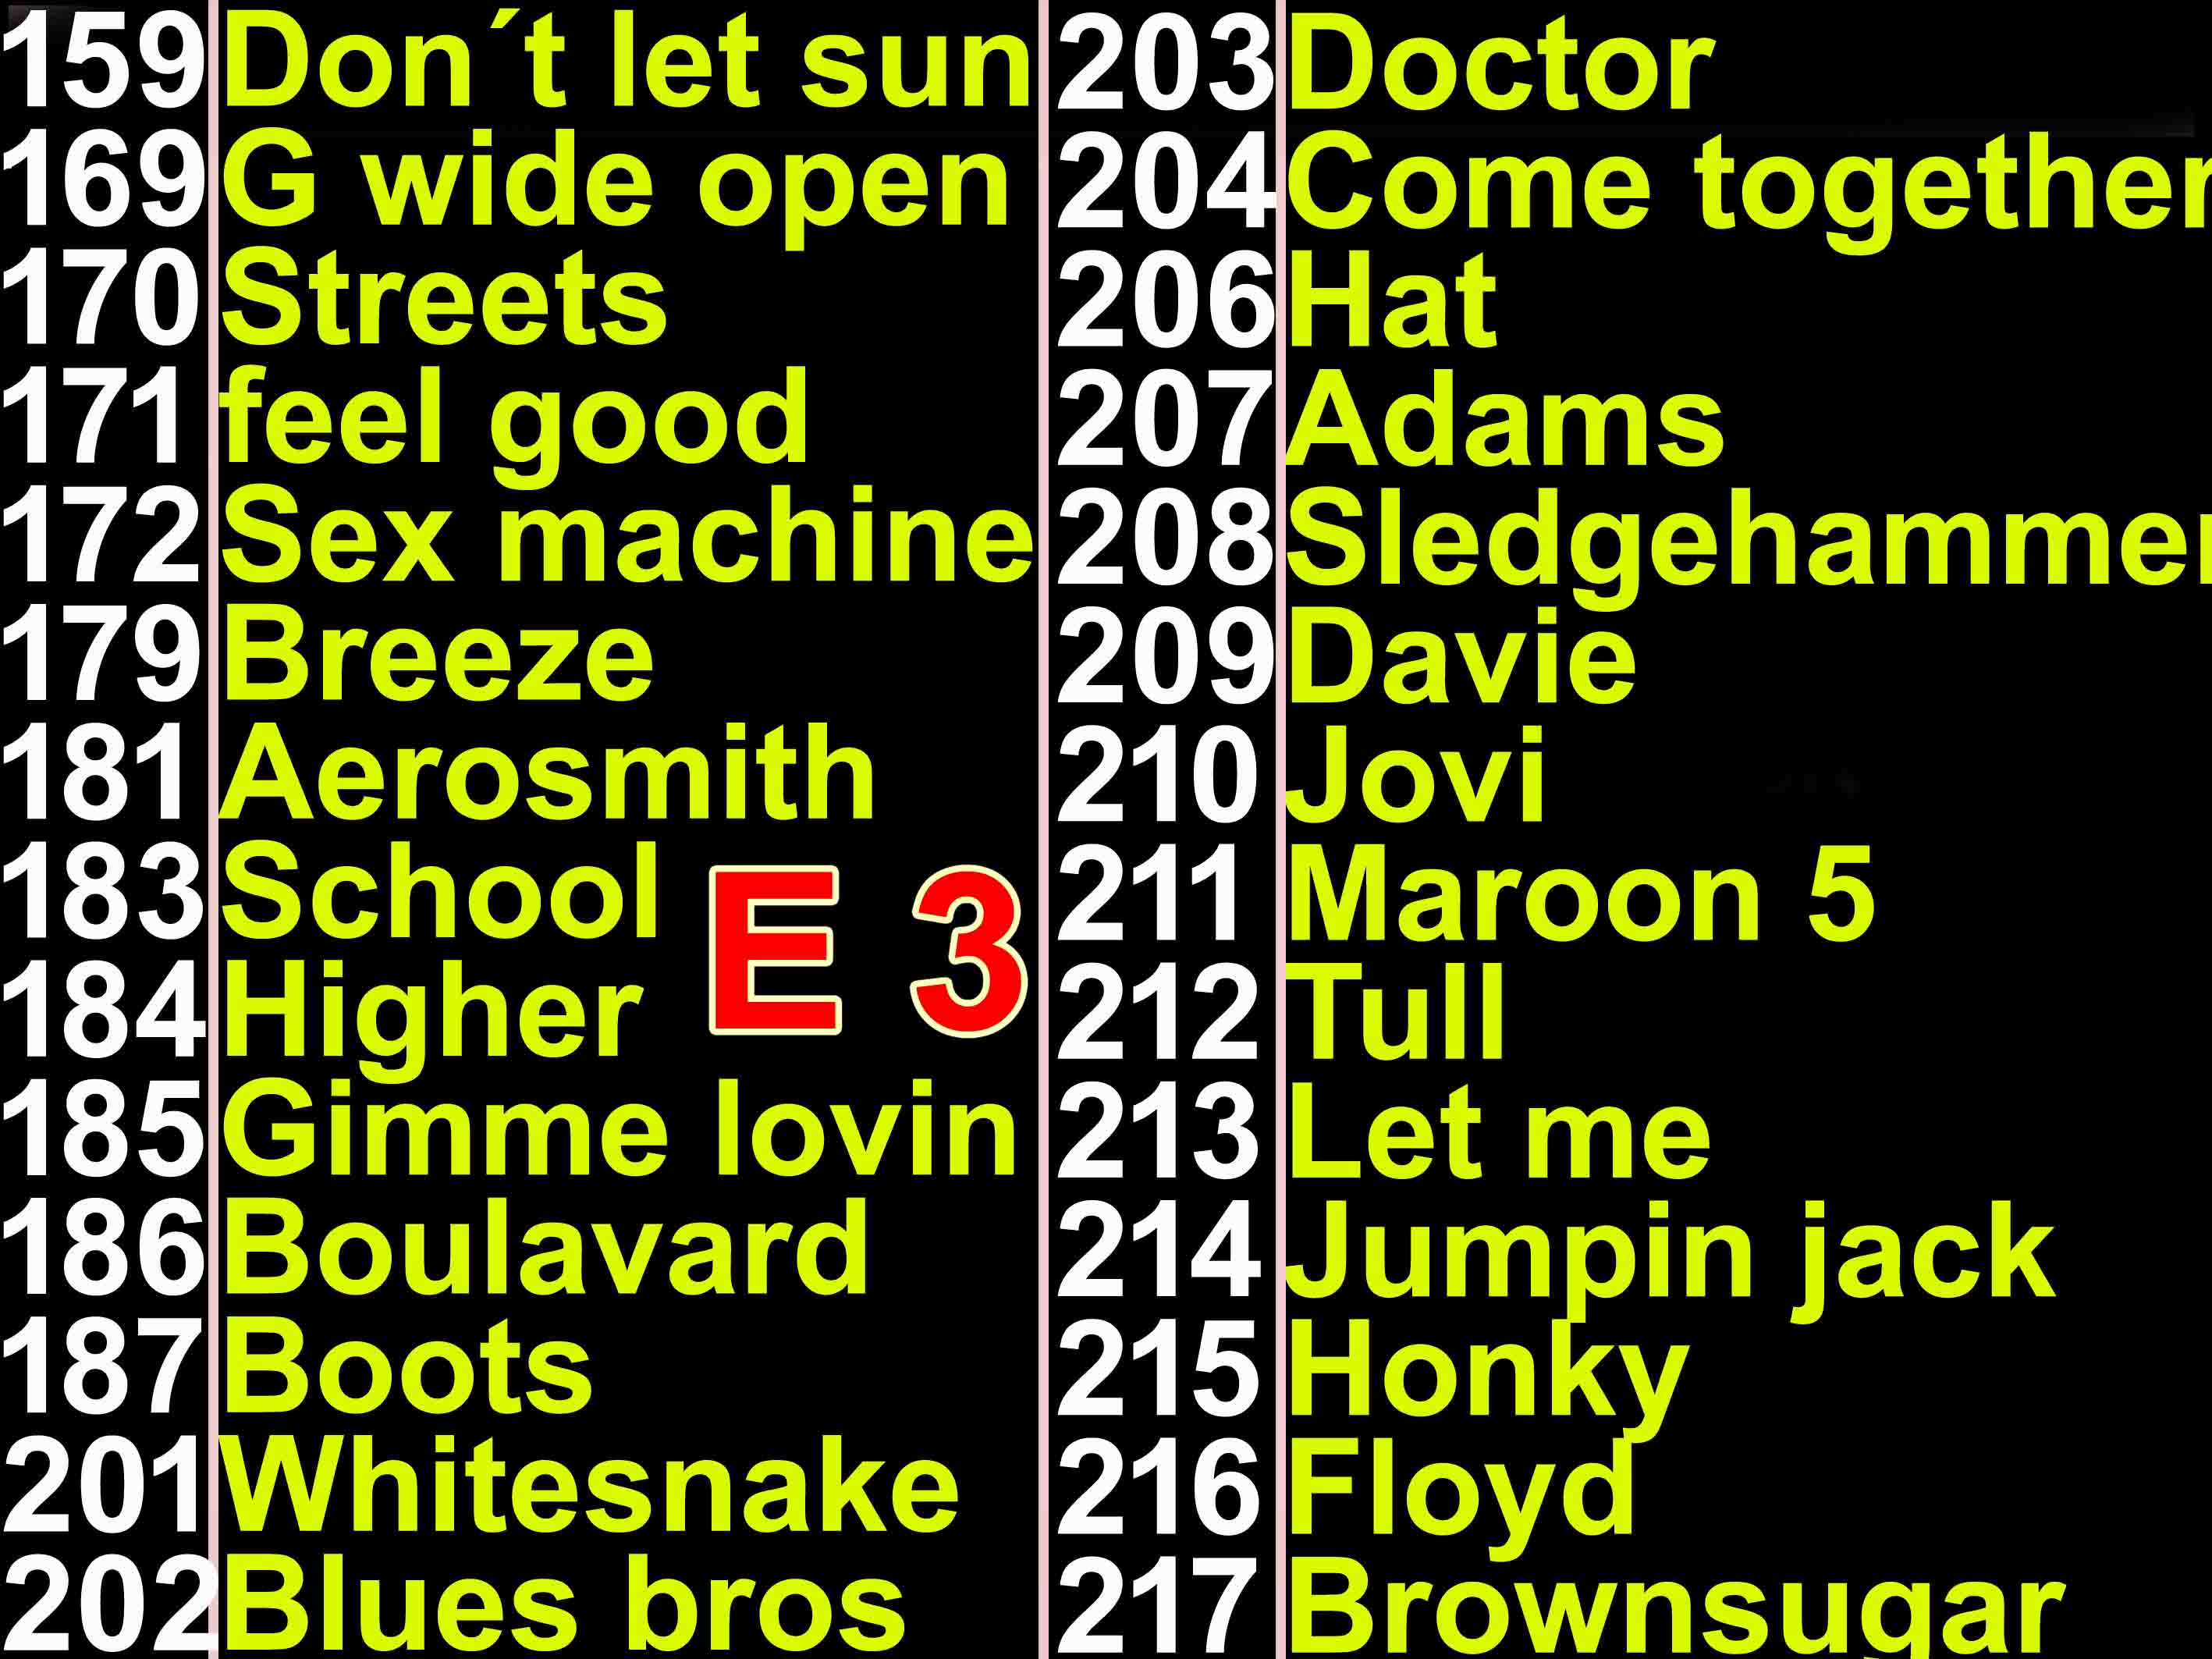 159 Don´t let sun
169 G wide open
170 Streets
171 feel good
172 Sex machine
179 Breeze
181 Aerosmith
183 School
184 Higher
E 3
185 Gimme lovin
186 Boulavard
187 Boots
201 Whitesnake
202 Blues bros
203 Doctor
204 Come together
206 Hat
207 Adams
208 Sledgehammer
209 Davie
210 Jovi
211 Maroon 5
212 Tull
213 Let me
214 Jumpin jack
215 Honky
216 Floyd
217 Brownsugar